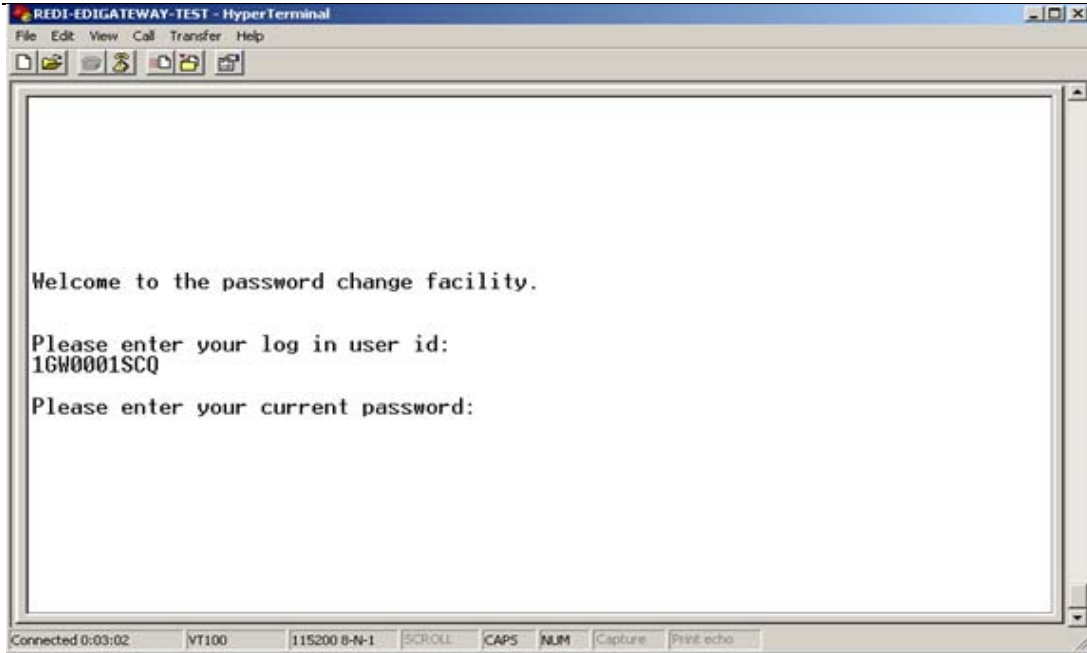 REDI-EDIGATEWAY-TEST - HyperTerminal
File Edit View Call Transfer Help
Welcome to the password change facility.
Please enter your log in user id:
1GW0001SCQ
Please enter your current password:
Connected 0:03:02 VT100 115200 8-N-1 SCROLL CAPS NUM Capture Print echo